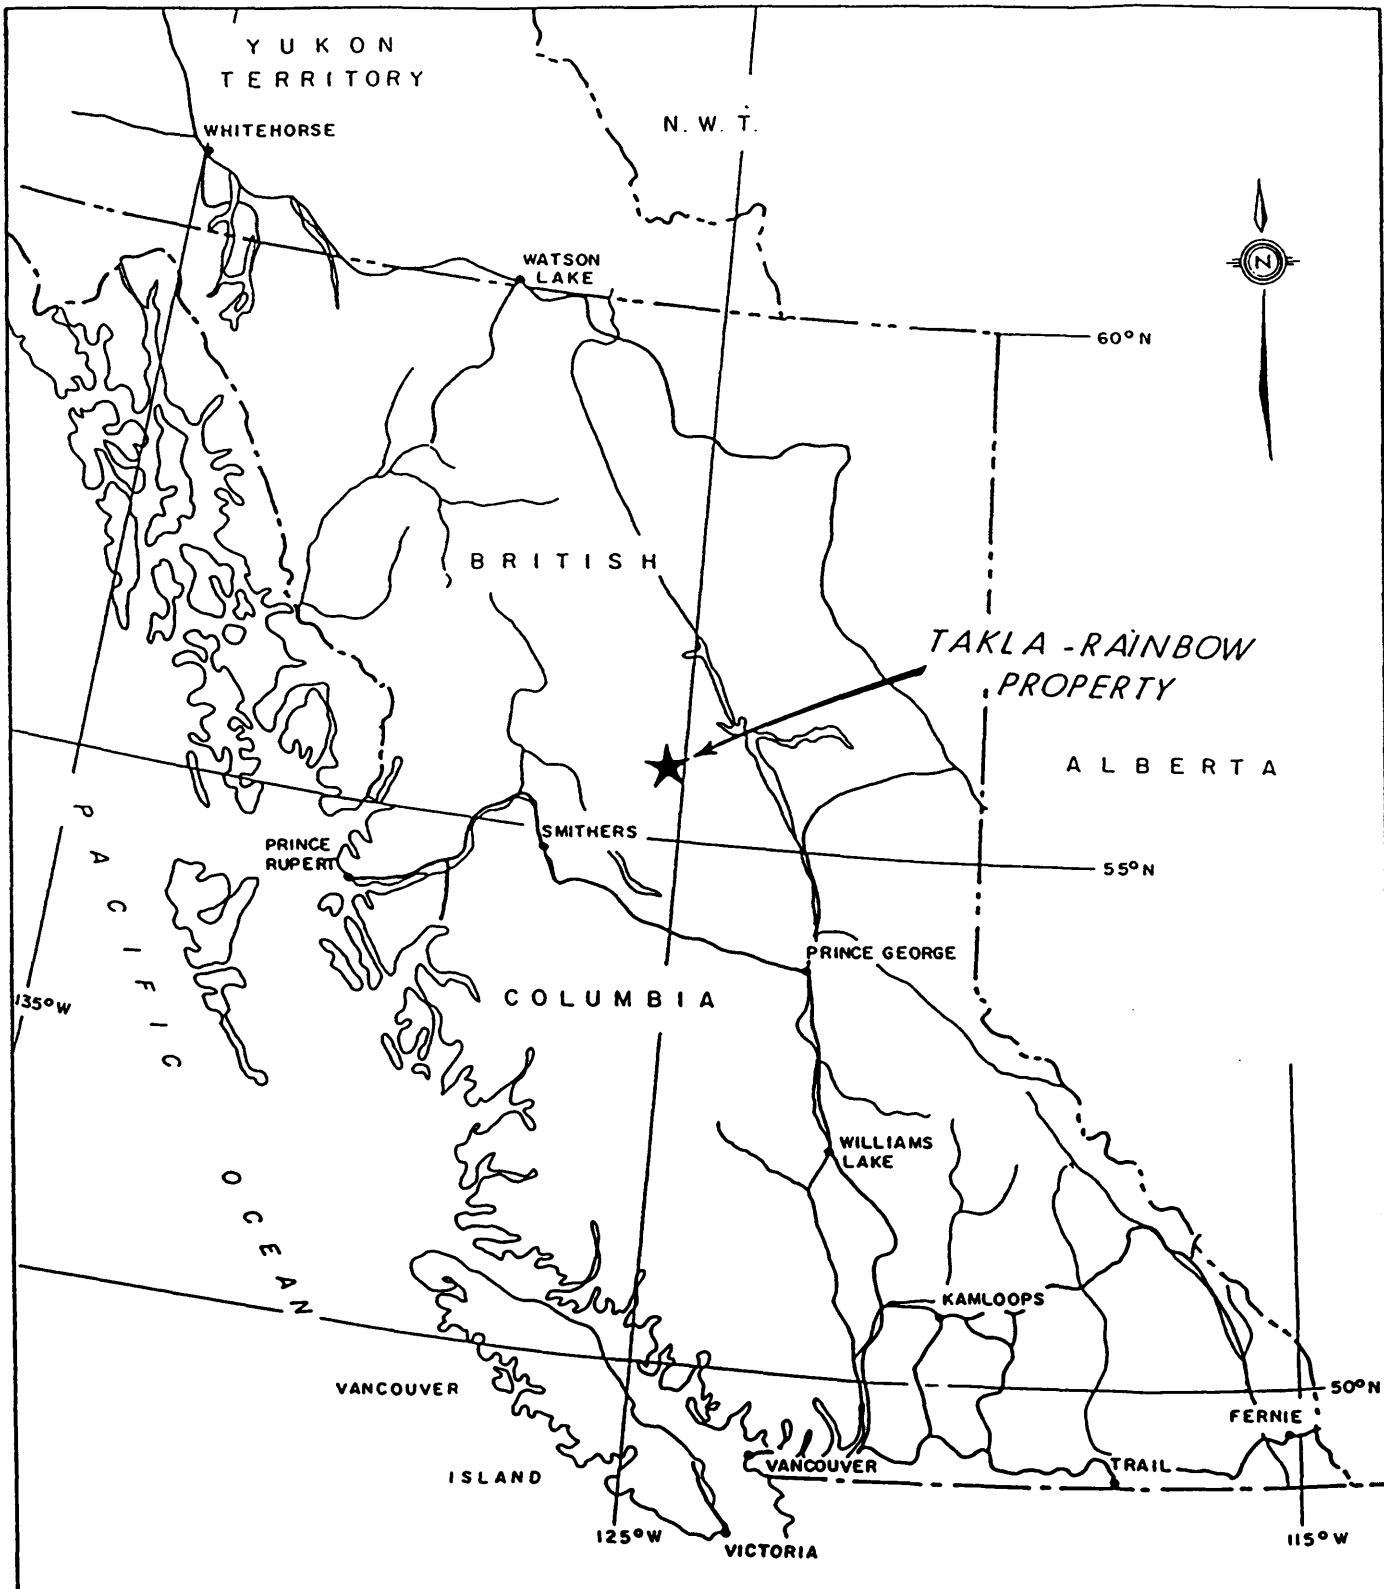 YUKON
TERRITORY
N.W.T.
WHITEHORSE
WATSON
LAKE
N
60°N
BRITISH
TAKLA-RAINBOW
PROPERTY
ALBERTA
PACIFIC
SMITHERS
PRINCE
RUPERT
55°N
PRINCE GEORGE
COLUMBIA
135°W
WILLIAMS
LAKE
OCEAN
KAMLOOPS
VANCOUVER
50°N
FERNIE
ISLAND
VANCOUVER
TRAIL
125°W
VICTORIA
115°W